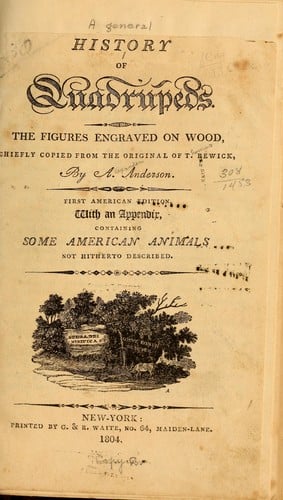 A general
HISTORY
OF
Quadrupeds.
THE FIGURES ENGRAVED ON WOOD,
CHIEFLY COPIED FROM THE ORIGINAL OF T. BEWICK,
By A. Anderson.
FIRST AMERICAN EDITION
With an Appendix,
CONTAINING
SOME AMERICAN ANIMALS
NOT HITHERTO DESCRIBED.
NEW-YORK:
PRINTED BY G. & R. WAITE, NO. 64, MAIDEN-LANE.
1804.